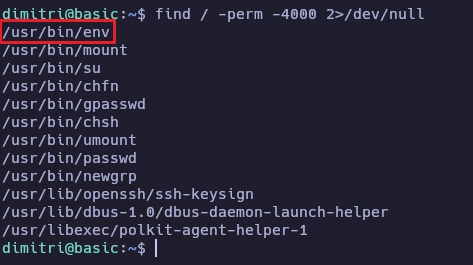 dimitri@basic:~$ find / -perm -4000 2>/dev/null
/usr/bin/env
/usr/bin/mount
/usr/bin/su
/usr/bin/chfn
/usr/bin/gpasswd
/usr/bin/chsh
/usr/bin/umount
/usr/bin/passwd
/usr/bin/newgrp
/usr/lib/openssh/ssh-keysign
/usr/lib/dbus-1.0/dbus-daemon-launch-helper
/usr/libexec/polkit-agent-helper-1
dimitri@basic:~$